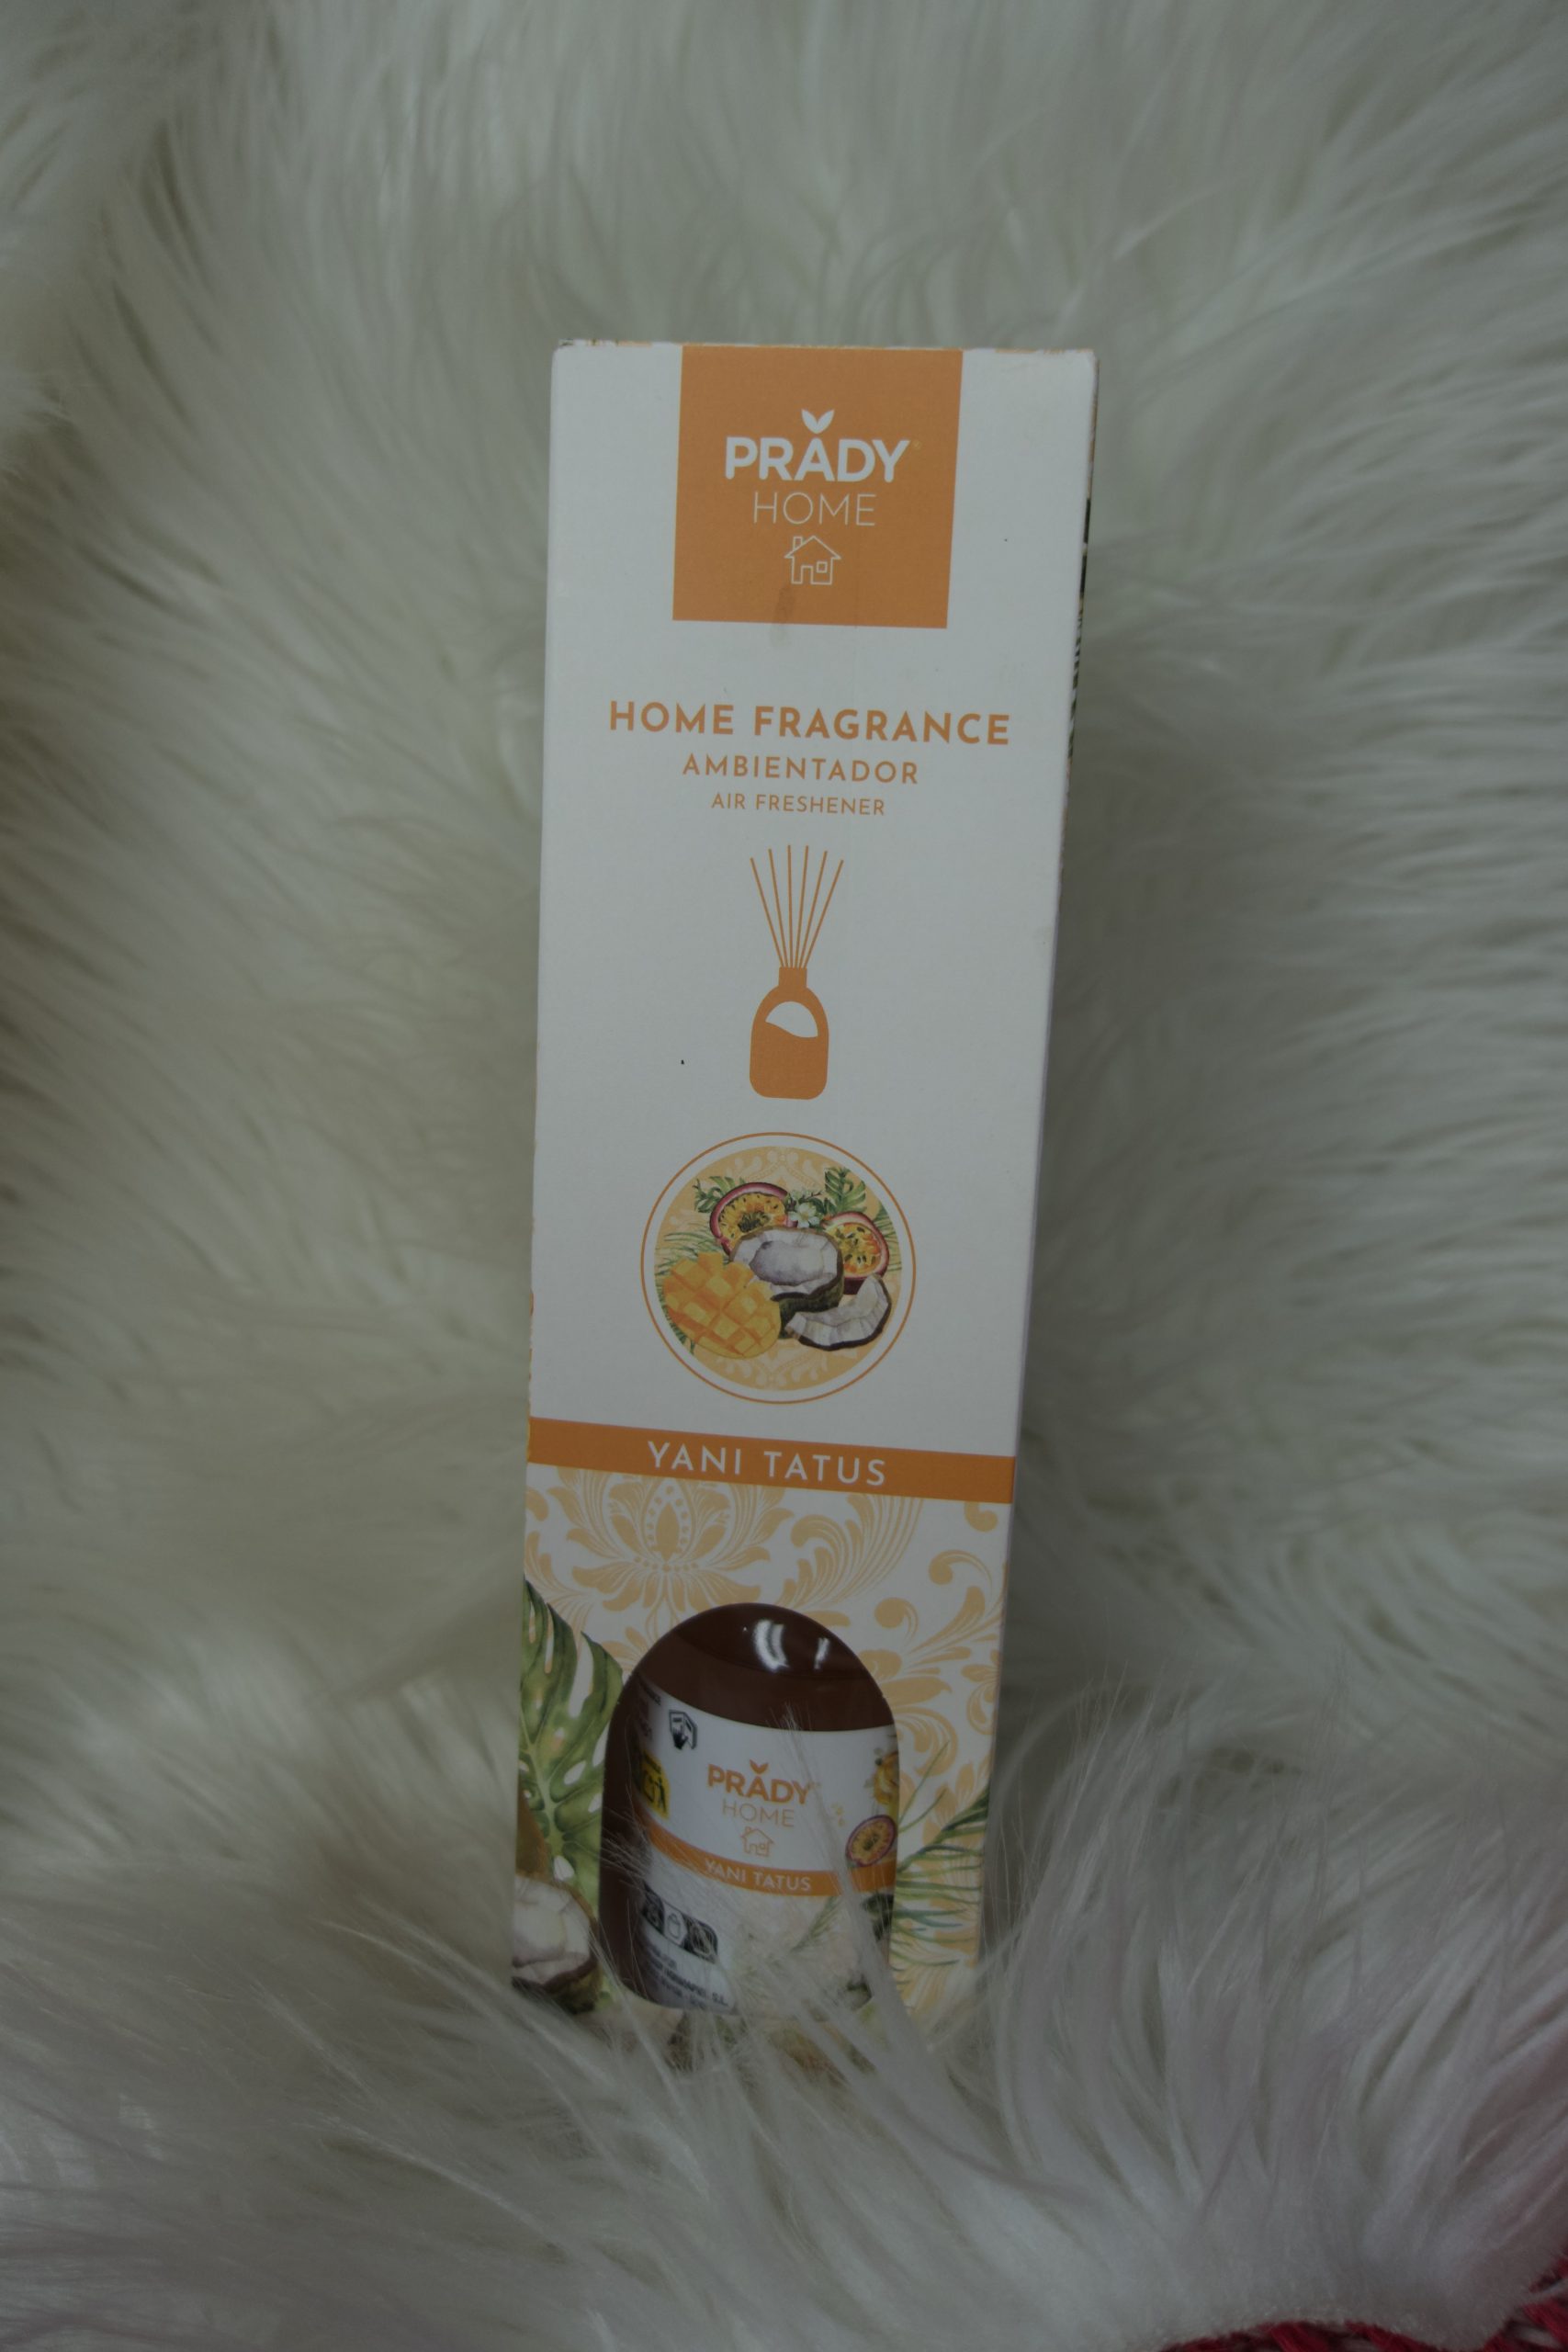 PRADY
HOME
HOME FRAGRANCE
AMBIENTADOR
AIR FRESHENER
YANI TATUS
PRADY
HOME
YANI TATUS